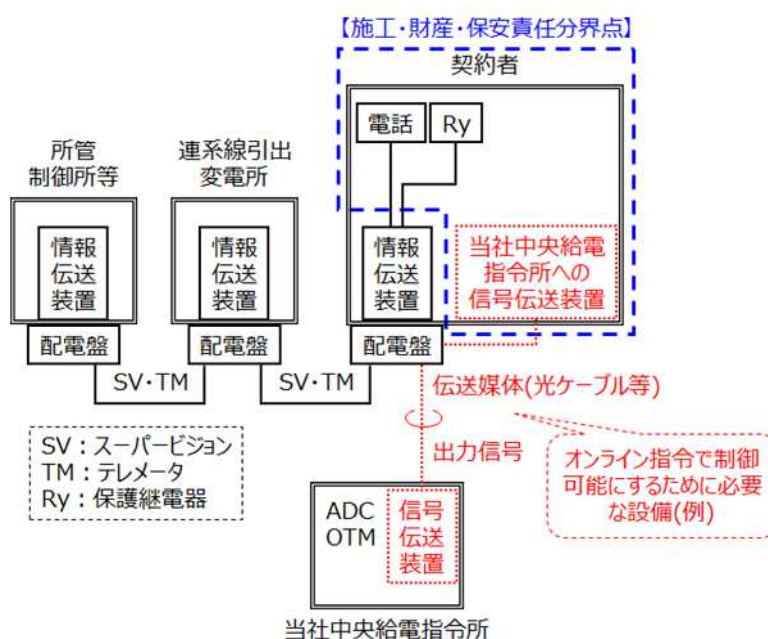 【施工・財産・保安責任分界点】
契約者
電話
Ry
所管
制御所等
連系線引出
変電所
情報
伝送
装置
情報
伝送
装置
情報
伝送
装置
当社中央給電
指令所への
信号伝送装置
配電盤
配電盤
配電盤
SV・TM
SV・TM
伝送媒体(光ケーブル等)
出力信号
SV：スーパービジョン
TM：テレメータ
Ry：保護継電器
オンライン指令で制御
可能にするために必要
な設備(例)
ADC
OTM
信号
伝送
装置
当社中央給電指令所